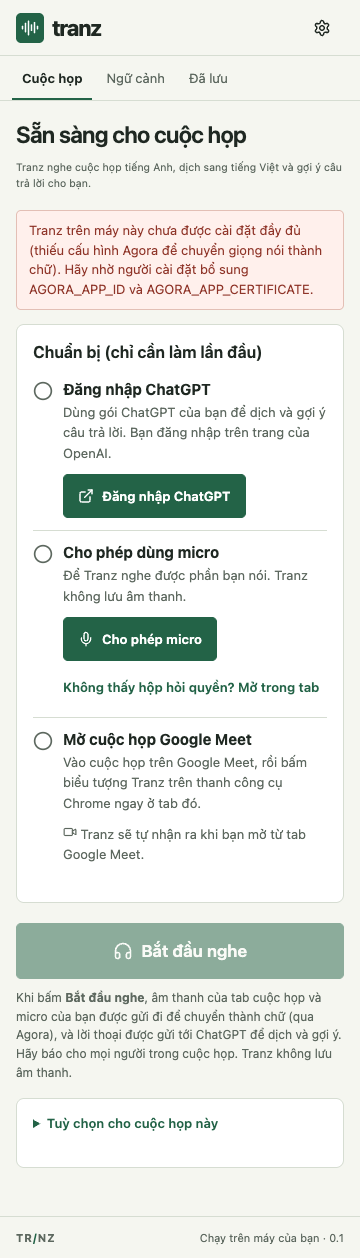 tranz
Cuộc họp Ngữ cảnh Đã lưu
Sẵn sàng cho cuộc họp
Tranz nghe cuộc họp tiếng Anh, dịch sang tiếng Việt và gợi ý câu
trả lời cho bạn.
Tranz trên máy này chưa được cài đặt đầy đủ
(thiếu cấu hình Agora để chuyển giọng nói thành
chữ). Hãy nhờ người cài đặt bổ sung
AGORA_APP_ID và AGORA_APP_CERTIFICATE.
Chuẩn bị (chỉ cần làm lần đầu)
Đăng nhập ChatGPT
Dùng gói ChatGPT của bạn để dịch và gợi ý
câu trả lời. Bạn đăng nhập trên trang của
OpenAI.
Đăng nhập ChatGPT
Cho phép dùng micro
Để Tranz nghe được phần bạn nói. Tranz
không lưu âm thanh.
Cho phép micro
Không thấy hộp hỏi quyền? Mở trong tab
Mở cuộc họp Google Meet
Vào cuộc họp trên Google Meet, rồi bấm
biểu tượng Tranz trên thanh công cụ
Chrome ngay ở tab đó.
Tranz sẽ tự nhận ra khi bạn mở từ tab
Google Meet.
Bắt đầu nghe
Khi bấm Bắt đầu nghe, âm thanh của tab cuộc họp và
micro của bạn được gửi đi để chuyển thành chữ (qua
Agora), và lời thoại được gửi tới ChatGPT để dịch và gợi ý.
Hãy báo cho mọi người trong cuộc họp. Tranz không lưu
âm thanh.
Tuỳ chọn cho cuộc họp này
TR/NZ Chạy trên máy của bạn · 0.1